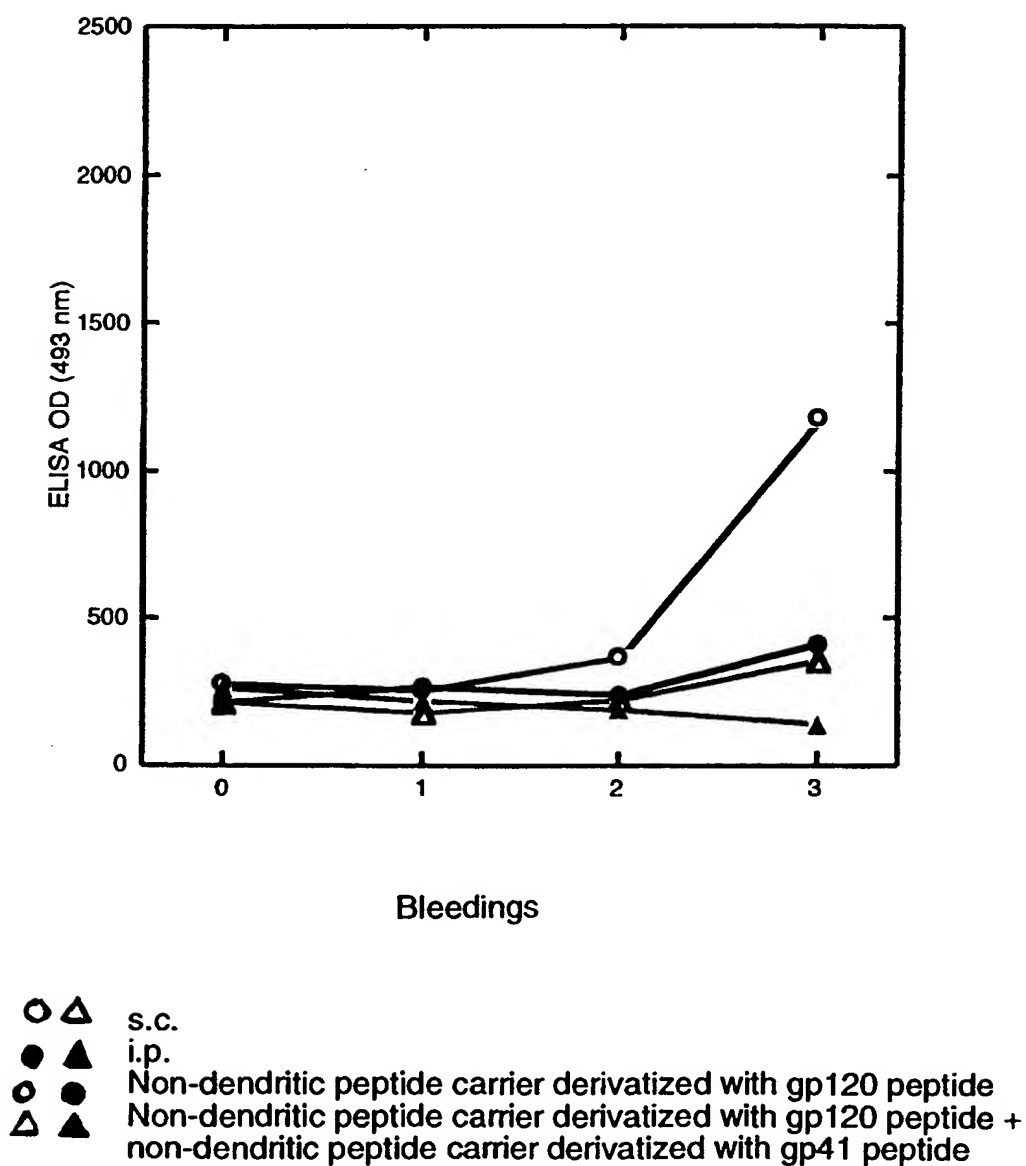 2500
2000
1500
1000
500
0
ELISA OD (493 nm)
0 1 2 3
Bleedings
s.c.
i.p.
Non-dendritic peptide carrier derivatized with gp120 peptide
Non-dendritic peptide carrier derivatized with gp120 peptide +
non-dendritic peptide carrier derivatized with gp41 peptide